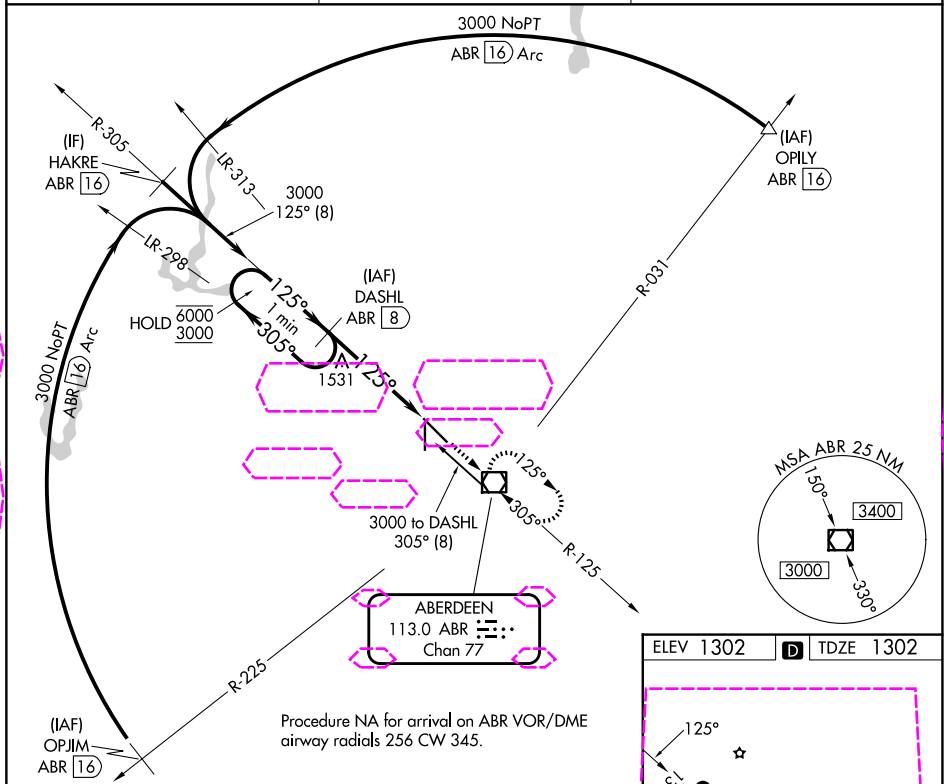 3000 NoPT
ABR 16 Arc
R-305
(IF)
HAKRE
ABR 16
LR-313
3000
125° (8)
(IAF)
OPILY
ABR 16
LR-298
R-031
(IAF)
DASHL
ABR 8
HOLD 6000
3000
125°
1 min
305°
3000 NoPT
ABR 16 Arc
1531
125°
125°
305°
3000 to DASHL
305° (8)
R-125
MSA ABR 25 NM
150°
3400
3000
330°
ABERDEEN
113.0 ABR
Chan 77
R-225
ELEV 1302
D
TDZE 1302
(IAF)
OPJIM
ABR 16
Procedure NA for arrival on ABR VOR/DME
airway radials 256 CW 345.
125°